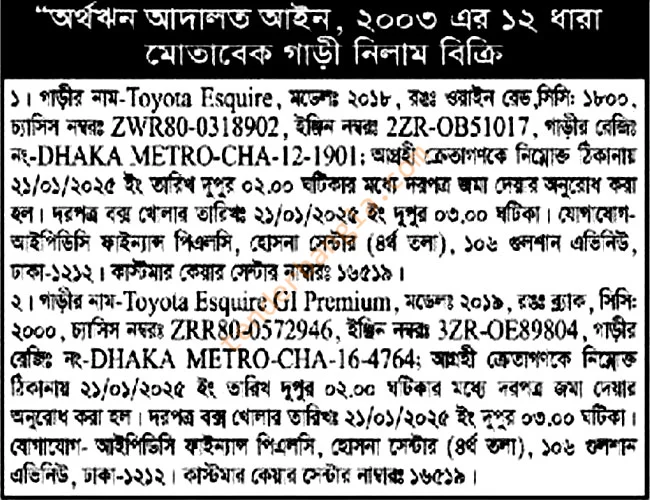 “অর্থঋন আদালত আইন, ২০০৩ এর ১২ ধারা
মোতাবেক গাড়ী নিলাম বিক্রি
১। গাড়ীর নাম-Toyota Esquire, মডেলঃ ২০১৮, রঙঃ ওয়াইন রেড,সিসি: ১৮০০,
চ্যাসিস নম্বরঃ ZWR80-0318902, ইঞ্জিন নম্বরঃ 2ZR-OB51017, গাড়ীর রেজিঃ
নং-DHAKA METRO-CHA-12-1901; আগ্রহী ক্রেতাগণকে নিম্নোক্ত ঠিকানায়
২১/০১/২০২৫ ইং তারিখ দুপুর ০২.০০ ঘটিকার মধ্যে দরপত্র জমা দেয়ার অনুরোধ করা
হল। দরপত্র বক্স খোলার তারিখঃ ২১/০১/২০২৫ ইং দুপুর ০৩.০০ ঘটিকা। যোগাযোগ-
আইপিডিসি ফাইন্যান্স পিএলসি, হোসনা সেন্টার (৪র্থ তলা), ১০৬ গুলশান এভিনিউ,
ঢাকা-১২১২। কাস্টমার কেয়ার সেন্টার নাম্বারঃ ১৬৫১৯।
২। গাড়ীর নাম-Toyota Esquire GI Premium, মডেলঃ ২০১৯, রঙঃ ব্ল্যাক, সিসি:
২০০০, চ্যাসিস নম্বরঃ ZRR80-0572946, ইঞ্জিন নম্বরঃ 3ZR-OE89804, গাড়ীর
রেজিঃ নং-DHAKA METRO-CHA-16-4764; আগ্রহী ক্রেতাগণকে নিম্নোক্ত
ঠিকানায় ২১/০১/২০২৫ ইং তারিখ দুপুর ০২.০০ ঘটিকার মধ্যে দরপত্র জমা দেয়ার
অনুরোধ করা হল। দরপত্র বক্স খোলার তারিখঃ ২১/০১/২০২৫ ইং দুপুর ০৩.০০ ঘটিকা।
যোগাযোগ- আইপিডিসি ফাইন্যান্স পিএলসি, হোসনা সেন্টার (৪র্থ তলা), ১০৬ গুলশান
এভিনিউ, ঢাকা-১২১২। কাস্টমার কেয়ার সেন্টার নাম্বারঃ ১৬৫১৯।